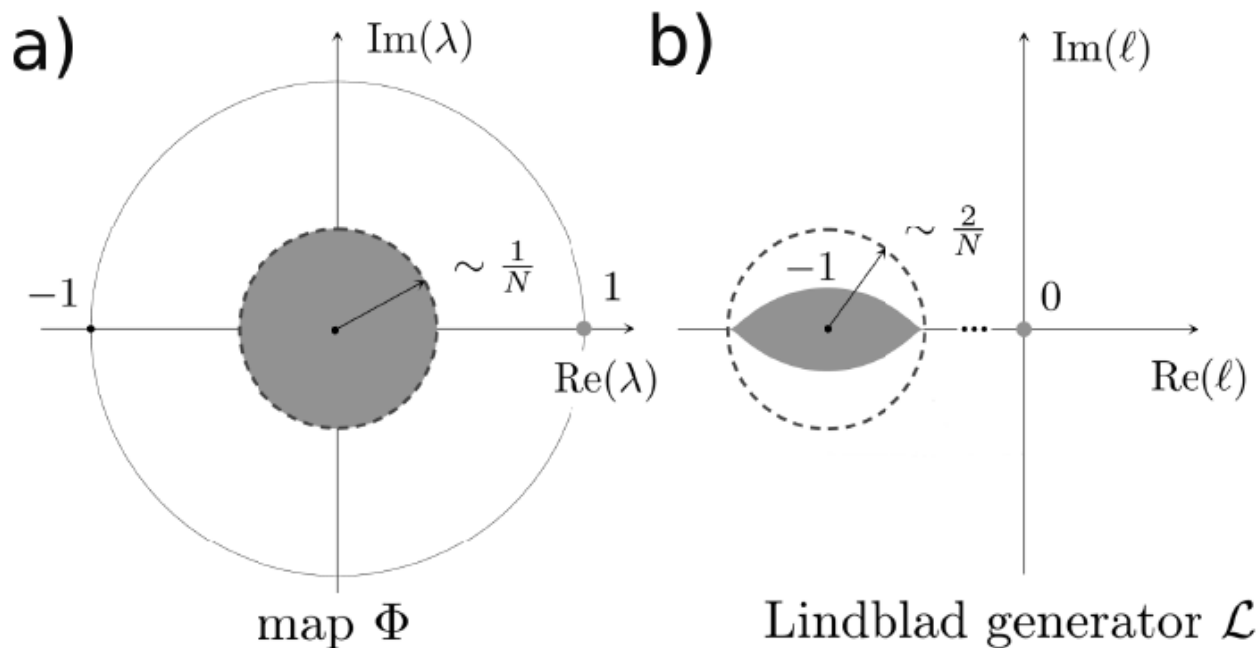 a)
Im(λ)
−1
∼ 1/N
1
Re(λ)
map Φ
b)
Im(ℓ)
∼ 2/N
−1
0
...
Re(ℓ)
Lindblad generator ℒ